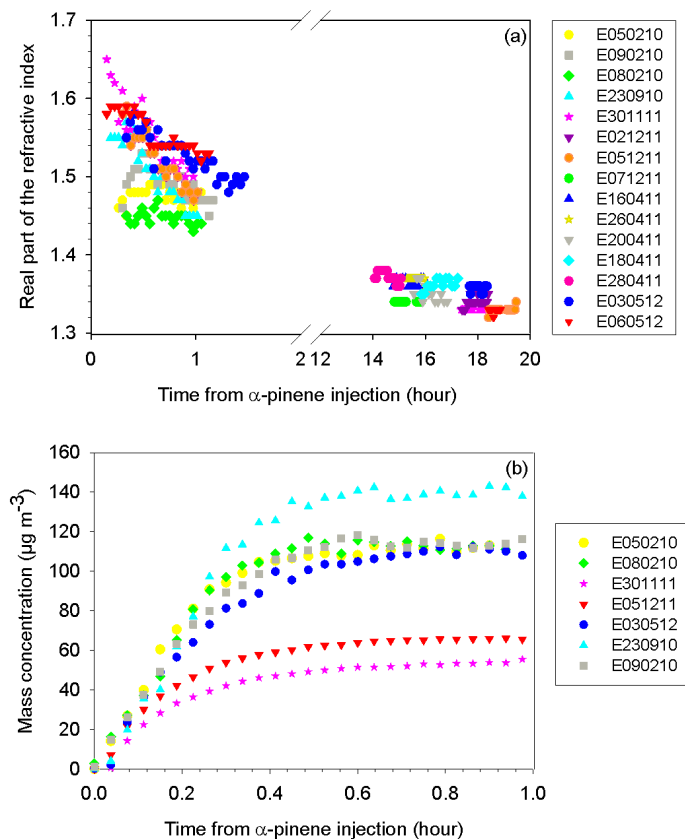 1.7
1.6
1.5
1.4
1.3
Real part of the refractive index
(a)
0 1 2 12 14 16 18 20
Time from α-pinene injection (hour)
E050210
E090210
E080210
E230910
E301111
E021211
E051211
E071211
E160411
E260411
E200411
E180411
E280411
E030512
E060512
160
140
120
100
80
60
40
20
0
Mass concentration (µg m-3)
(b)
0.0 0.2 0.4 0.6 0.8 1.0
Time from α-pinene injection (hour)
E050210
E080210
E301111
E051211
E030512
E230910
E090210